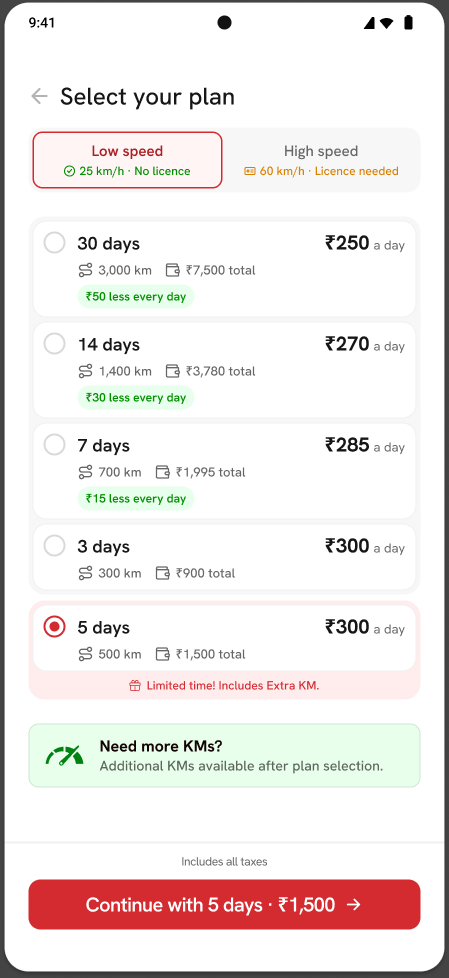 9:41
Select your plan
Low speed
25 km/h · No licence
High speed
60 km/h · Licence needed
30 days
₹250 a day
3,000 km
₹7,500 total
₹50 less every day
14 days
₹270 a day
1,400 km
₹3,780 total
₹30 less every day
7 days
₹285 a day
700 km
₹1,995 total
₹15 less every day
3 days
₹300 a day
300 km
₹900 total
5 days
₹300 a day
500 km
₹1,500 total
Limited time! Includes Extra KM.
Need more KMs?
Additional KMs available after plan selection.
Includes all taxes
Continue with 5 days · ₹1,500 →